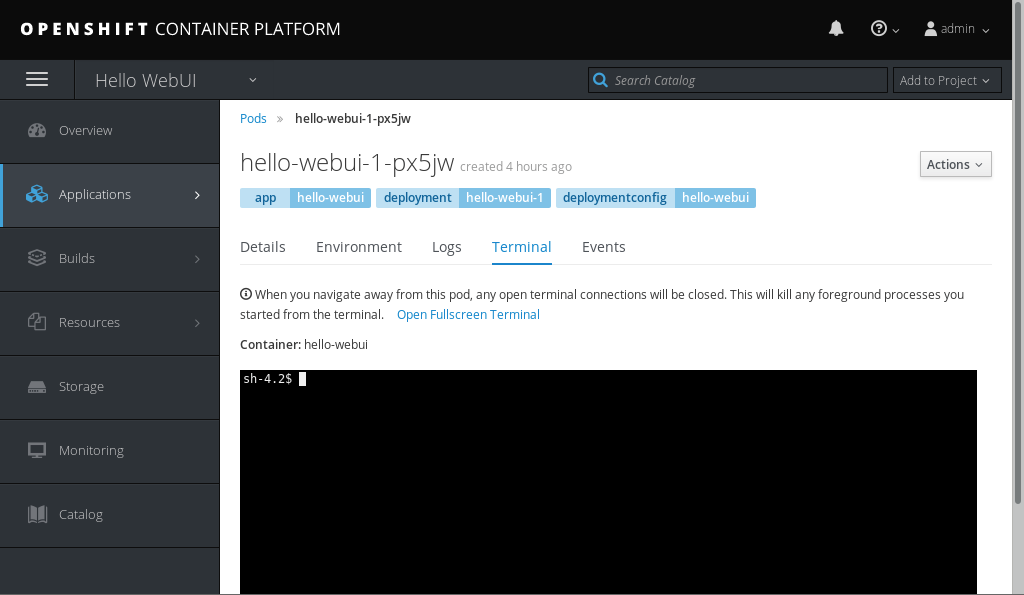 OPENSHIFT CONTAINER PLATFORM
admin
Hello WebUI
Search Catalog
Add to Project
Overview
Applications
Builds
Resources
Storage
Monitoring
Catalog
Pods » hello-webui-1-px5jw
hello-webui-1-px5jw created 4 hours ago
Actions
app hello-webui deployment hello-webui-1 deploymentconfig hello-webui
Details Environment Logs Terminal Events
When you navigate away from this pod, any open terminal connections will be closed. This will kill any foreground processes you
started from the terminal. Open Fullscreen Terminal
Container: hello-webui
sh-4.2$